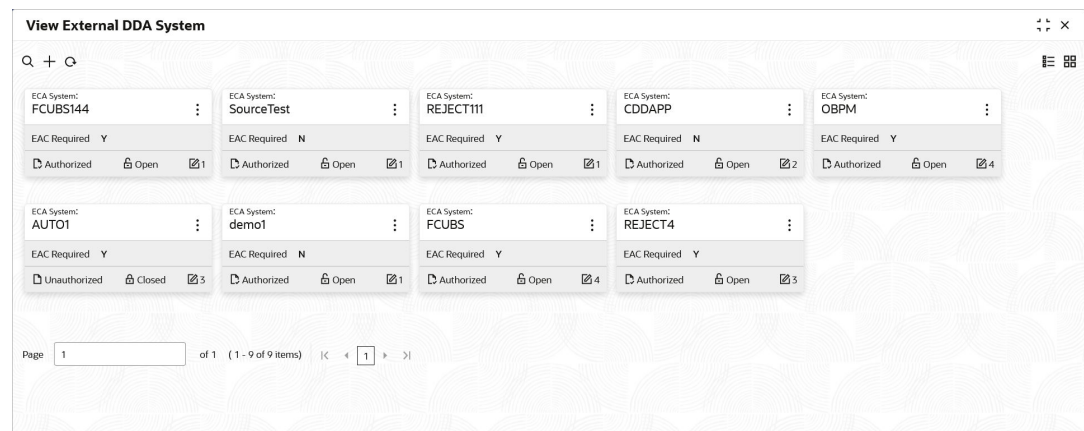 View External DDA System
ECA System: ECA System: ECA System: ECA System: ECA System:
FCUBS144 SourceTest REJECT111 CDDAPP OBPM
EAC Required Y EAC Required N EAC Required Y EAC Required N EAC Required Y
Authorized Open 1 Authorized Open 1 Authorized Open 1 Authorized Open 2 Authorized Open 4
ECA System: ECA System: ECA System: ECA System:
AUTO1 demo1 FCUBS REJECT4
EAC Required Y EAC Required N EAC Required Y EAC Required Y
Unauthorized Closed 3 Authorized Open 1 Authorized Open 4 Authorized Open 3
Page 1 of 1 (1 - 9 of 9 items) 1